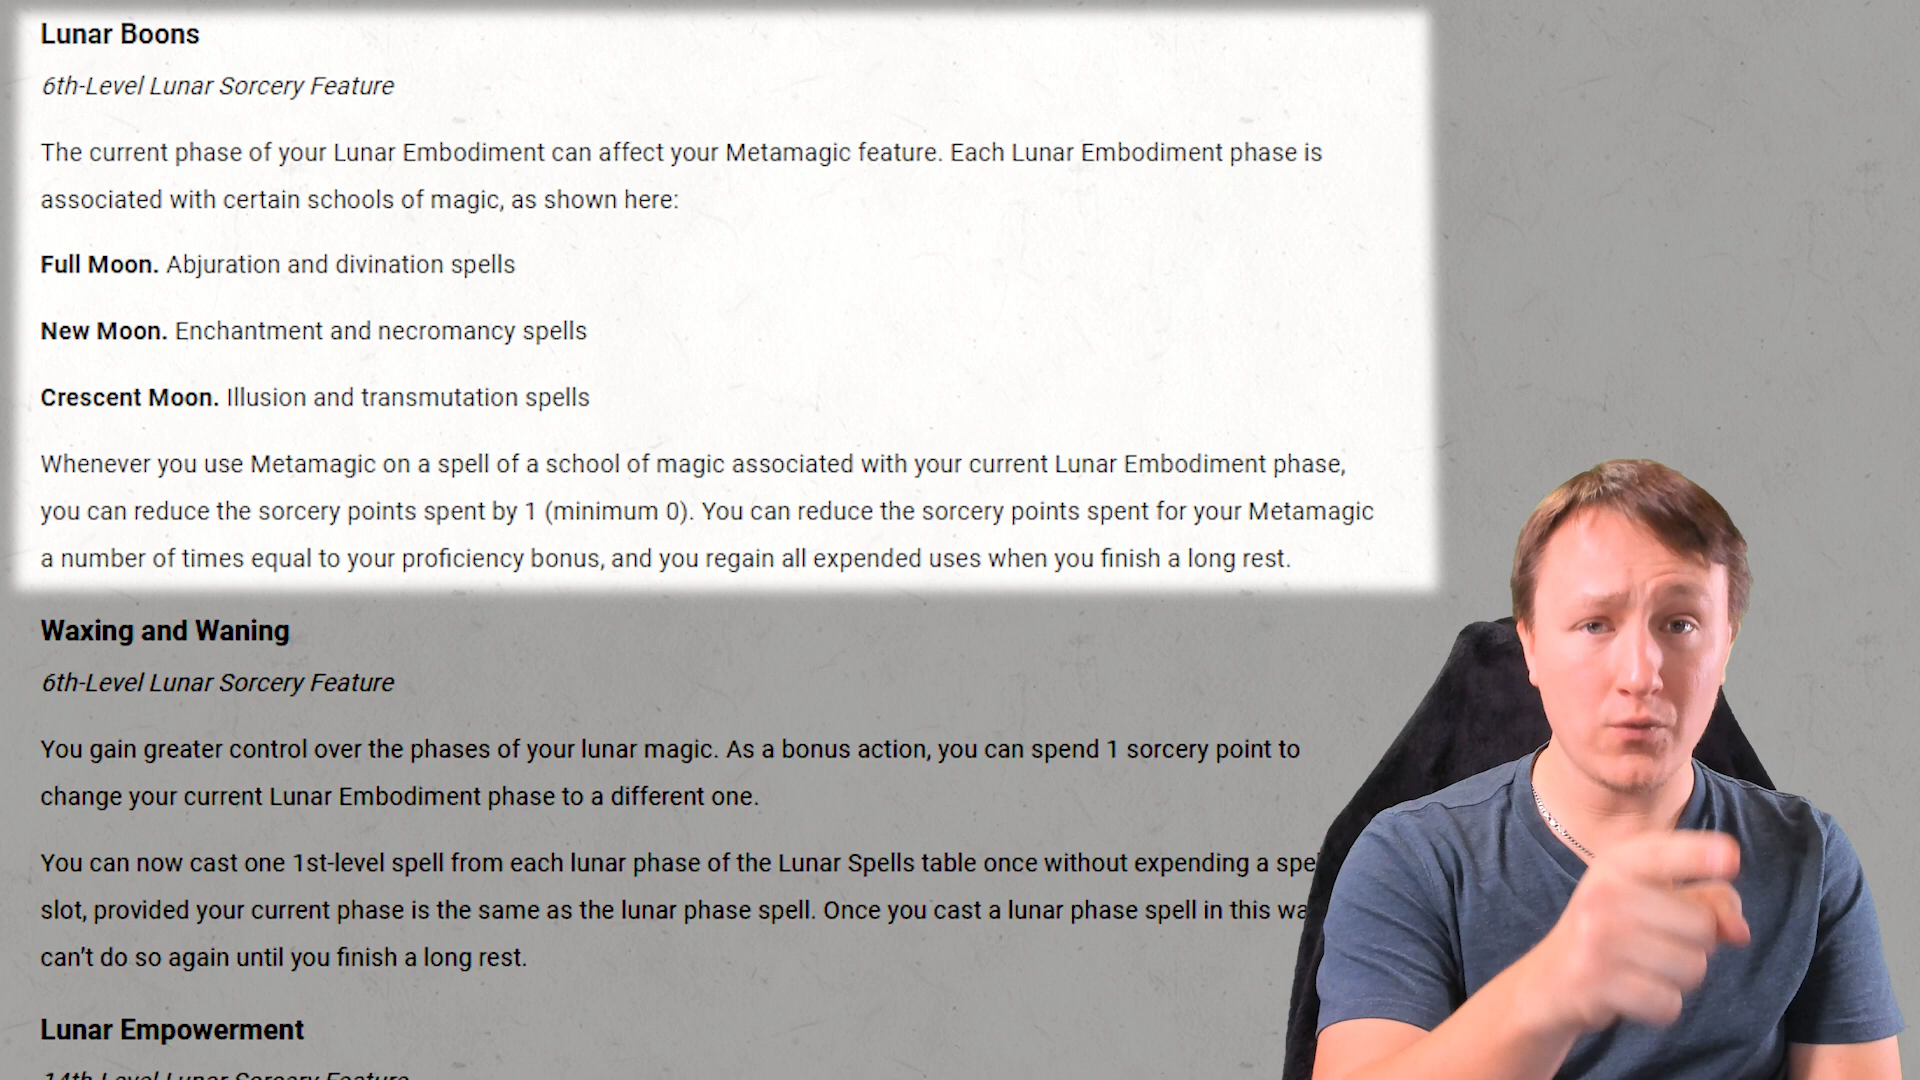 Lunar Boons
6th-Level Lunar Sorcery Feature
The current phase of your Lunar Embodiment can affect your Metamagic feature. Each Lunar Embodiment phase is
associated with certain schools of magic, as shown here:
Full Moon. Abjuration and divination spells
New Moon. Enchantment and necromancy spells
Crescent Moon. Illusion and transmutation spells
Whenever you use Metamagic on a spell of a school of magic associated with your current Lunar Embodiment phase,
you can reduce the sorcery points spent by 1 (minimum 0). You can reduce the sorcery points spent for your Metamagic
a number of times equal to your proficiency bonus, and you regain all expended uses when you finish a long rest.
Waxing and Waning
6th-Level Lunar Sorcery Feature
You gain greater control over the phases of your lunar magic. As a bonus action, you can spend 1 sorcery point to
change your current Lunar Embodiment phase to a different one.
You can now cast one 1st-level spell from each lunar phase of the Lunar Spells table once without expending a
slot, provided your current phase is the same as the lunar phase spell. Once you cast a lunar phase spell in this
can’t do so again until you finish a long rest.
Lunar Empowerment
14th-Level Lunar Sorcery Feature